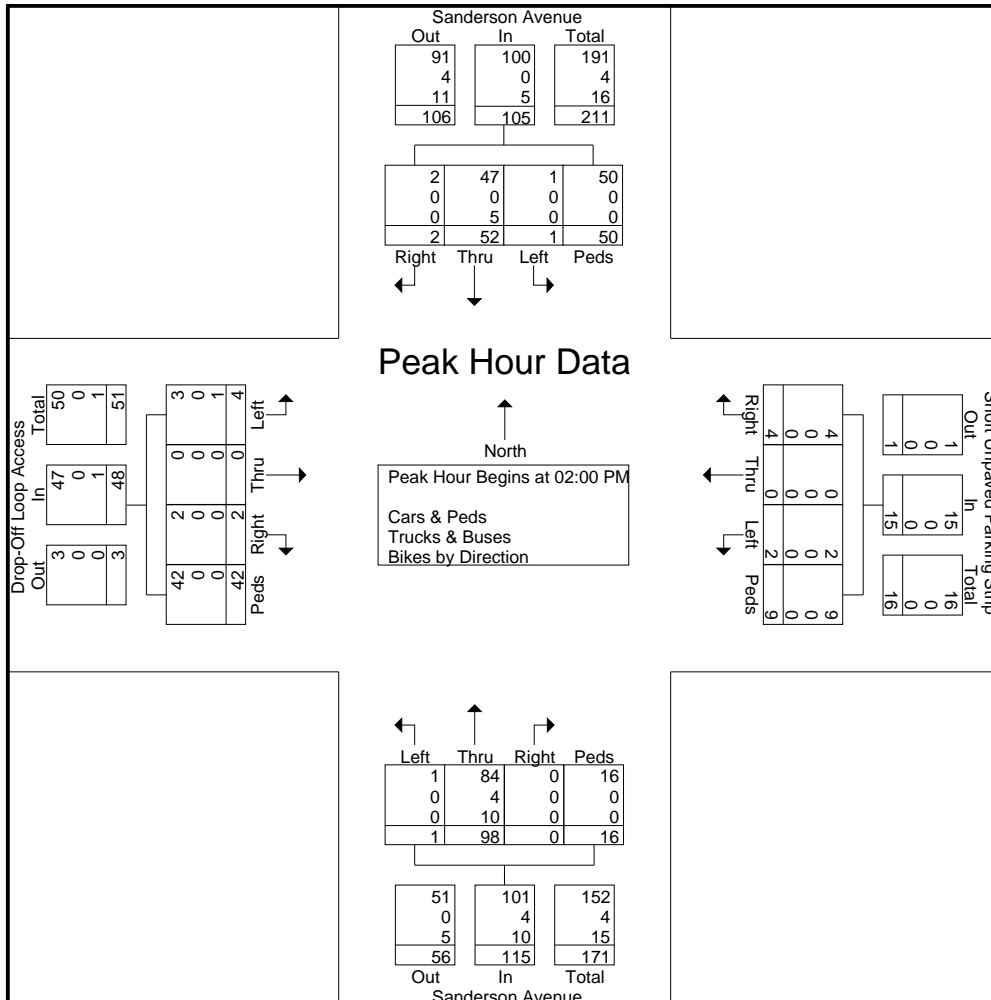 Sanderson Avenue
Out In Total
91 100 191
4 0 4
11 5 16
106 105 211
2 47 1 50
0 0 0 0
0 5 0 0
2 52 1 50
Right Thru Left Peds
Peak Hour Data
North
Peak Hour Begins at 02:00 PM
Cars & Peds
Trucks & Buses
Bikes by Direction
Drop-Off Loop Access
Out In Total
3 47 50
0 0 0
0 1 1
3 48 51
42 2 0 3
0 0 0 0
0 0 0 1
42 2 0 4
Peds Right Thru Left
Short Unpaved Parking Strip
Out In Total
1 15 16
0 0 0
0 0 0
1 15 16
4 0 2 9
0 0 0 0
0 0 0 0
4 0 2 9
Right Thru Left Peds
Left Thru Right Peds
1 84 0 16
0 4 0 0
0 10 0 0
1 98 0 16
51 101 152
0 4 4
5 10 15
56 115 171
Out In Total
Sanderson Avenue